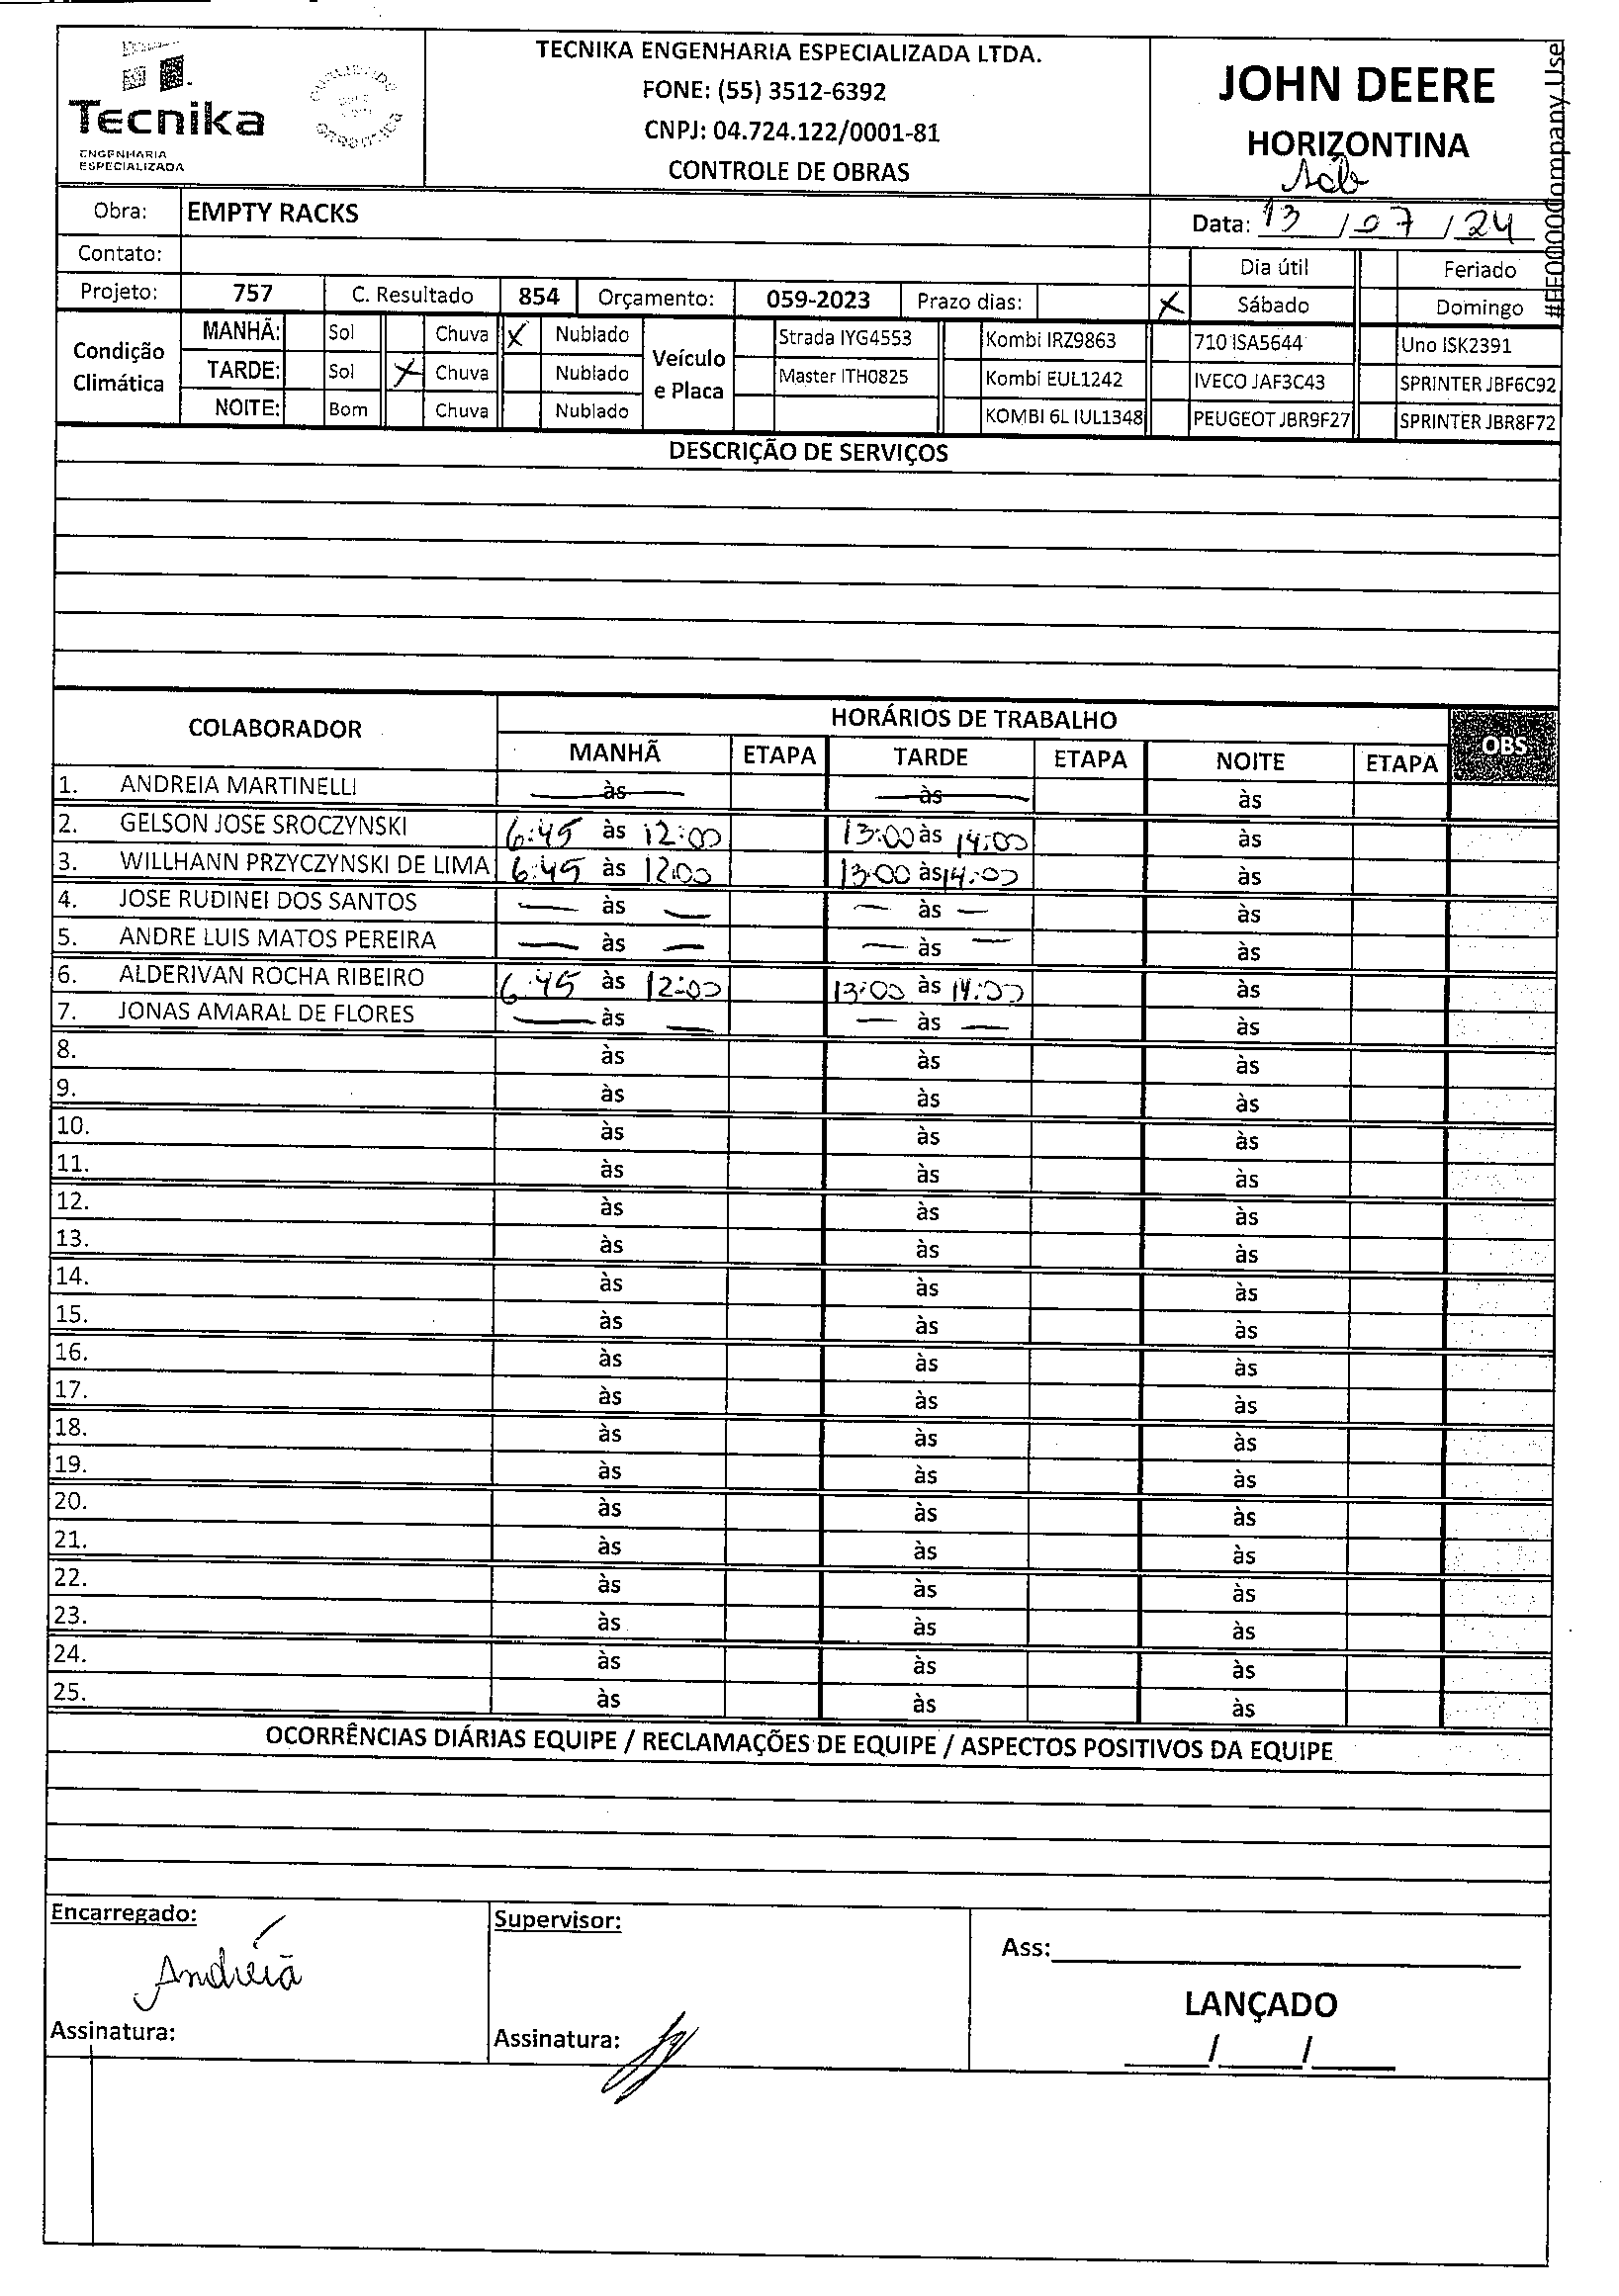 Tecnika
ENGENHARIA
ESPECIALIZADA
TECNIKA ENGENHARIA ESPECIALIZADA LTDA.
FONE: (55) 3512-6392
CNPJ: 04.724.122/0001-81
CONTROLE DE OBRAS
JOHN DEERE
HORIZONTINA
Sáb
#FE0000Company Use
Obra: EMPTY RACKS
Data: 13 / 07 / 24
Contato:
Dia útil Feriado
Projeto: 757 C. Resultado 854 Orçamento: 059-2023 Prazo dias: X Sábado Domingo
Condição Climática
MANHÃ: Sol Chuva X Nublado
TARDE: Sol X Chuva Nublado
NOITE: Bom Chuva Nublado
Veículo e Placa
Strada IYG4553 Kombi IRZ9863 710 ISA5644 Uno ISK2391
Master ITH0825 Kombi EUL1242 IVECO JAF3C43 SPRINTER JBF6C92
KOMBI 6L IUL1348 PEUGEOT JBR9F27 SPRINTER JBR8F72
DESCRIÇÃO DE SERVIÇOS
COLABORADOR HORÁRIOS DE TRABALHO OBS
MANHÃ ETAPA TARDE ETAPA NOITE ETAPA
1. ANDREIA MARTINELLI — às — — às — às
2. GELSON JOSE SROCZYNSKI 6:45 às 12:00 13:00 às 14:00 às
3. WILLHANN PRZYCZYNSKI DE LIMA 6:45 às 12:00 13:00 às 14:00 às
4. JOSE RUDINEI DOS SANTOS — às — — às — às
5. ANDRE LUIS MATOS PEREIRA — às — — às — às
6. ALDERIVAN ROCHA RIBEIRO 6:45 às 12:00 13:00 às 14:00 às
7. JONAS AMARAL DE FLORES — às — — às — às
8. às às às
9. às às às
10. às às às
11. às às às
12. às às às
13. às às às
14. às às às
15. às às às
16. às às às
17. às às às
18. às às às
19. às às às
20. às às às
21. às às às
22. às às às
23. às às às
24. às às às
25. às às às
OCORRÊNCIAS DIÁRIAS EQUIPE / RECLAMAÇÕES DE EQUIPE / ASPECTOS POSITIVOS DA EQUIPE
Encarregado: Supervisor:
Ass:
Andréia
LANÇADO
Assinatura: Assinatura:
/ /